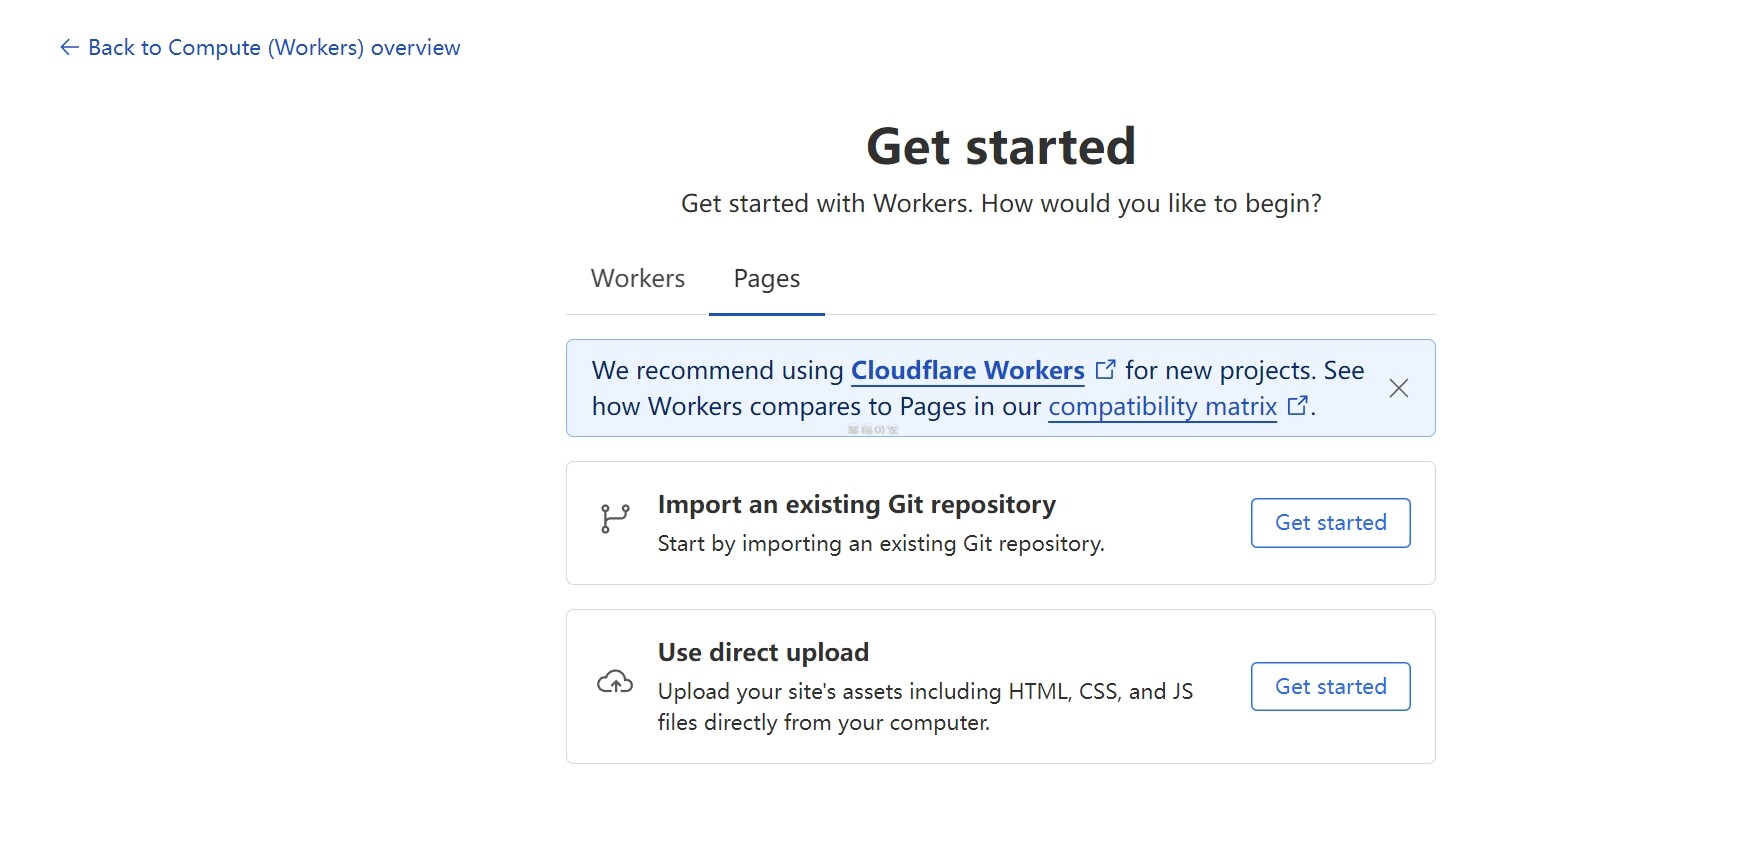 Back to Compute (Workers) overview
Get started
Get started with Workers. How would you like to begin?
Workers
Pages
We recommend using Cloudflare Workers for new projects. See
how Workers compares to Pages in our compatibility matrix.
Import an existing Git repository
Start by importing an existing Git repository.
Get started
Use direct upload
Upload your site's assets including HTML, CSS, and JS
files directly from your computer.
Get started